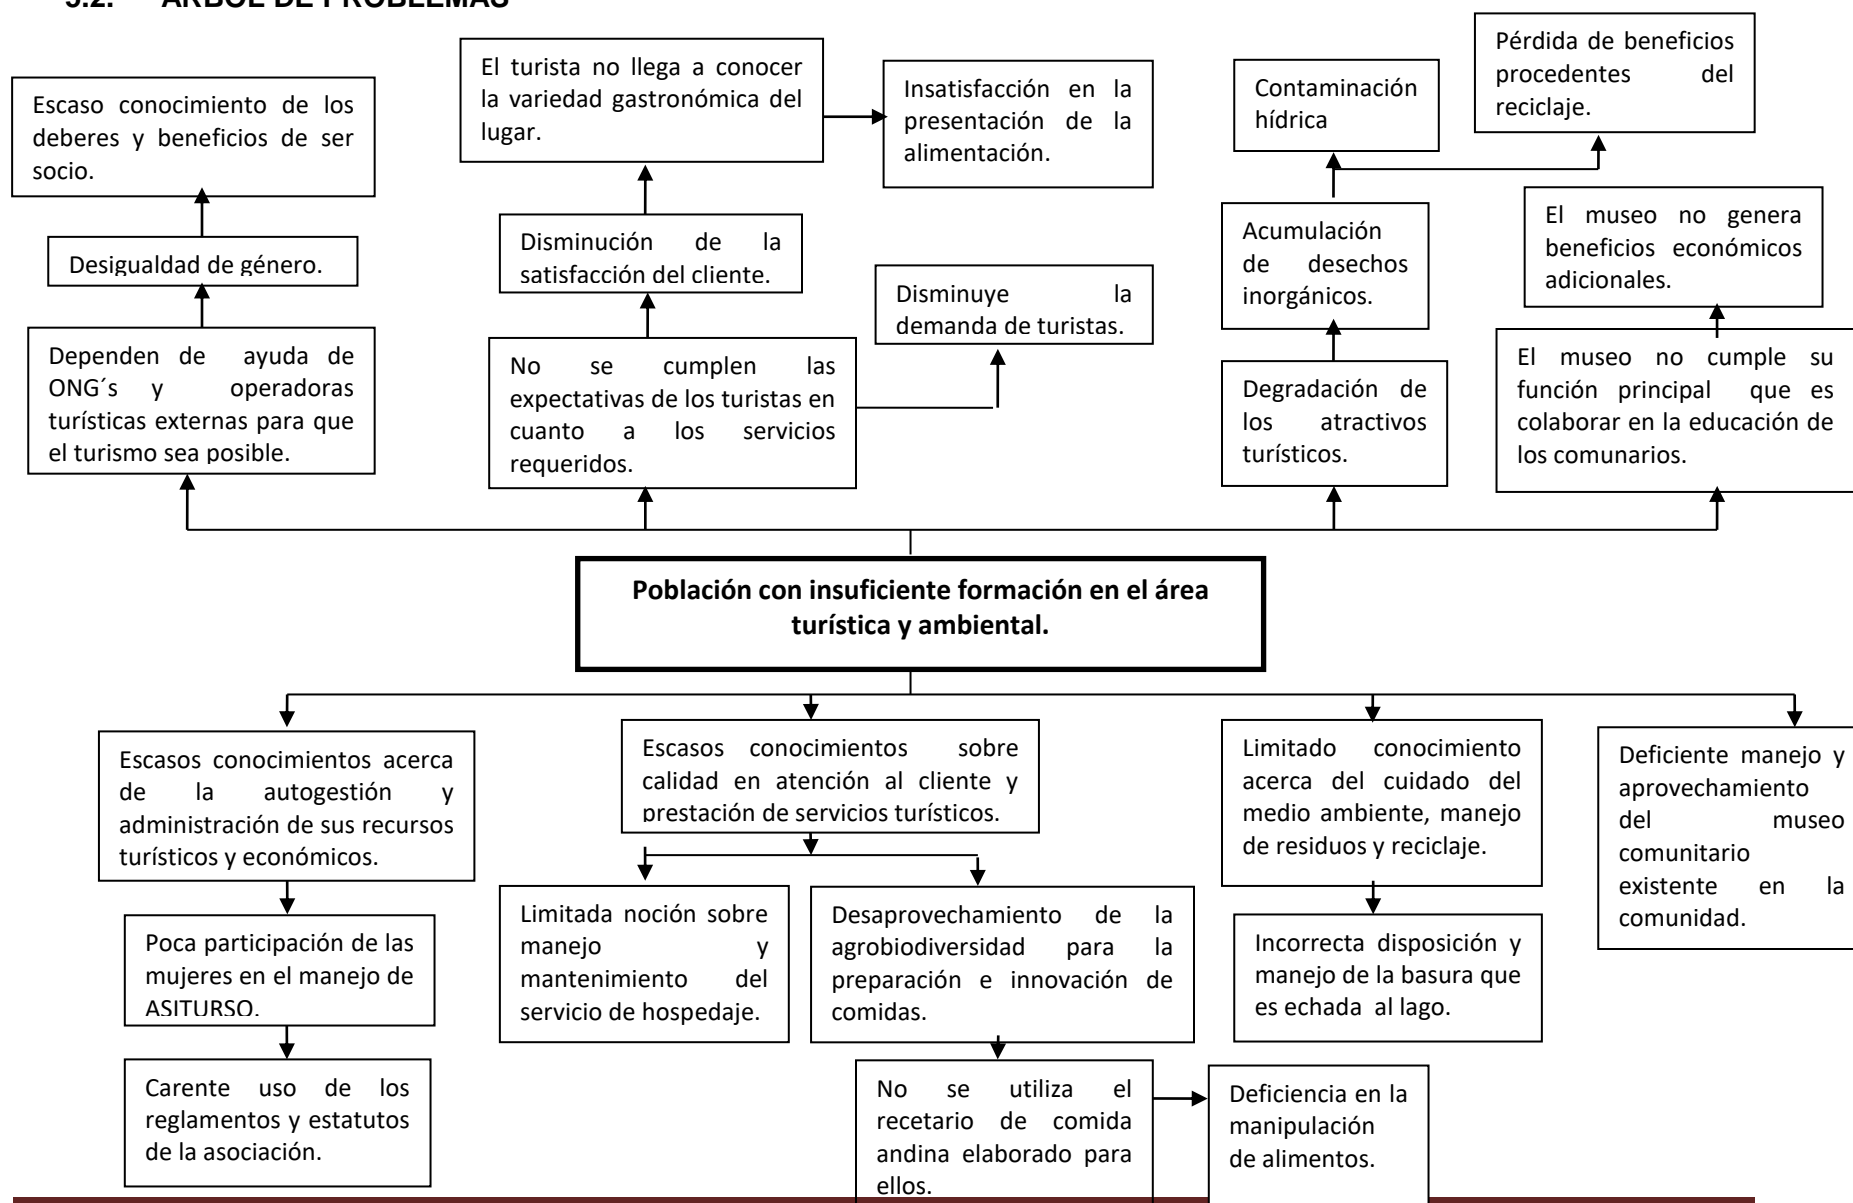 5.2. ÁRBOL DE PROBLEMAS
Escaso conocimiento de los
deberes y beneficios de ser
socio.
El turista no llega a conocer
la variedad gastronómica del
lugar.
Insatisfacción en la
presentación de la
alimentación.
Contaminación
hídrica
Pérdida de beneficios
procedentes del
reciclaje.
Desigualdad de género.
Disminución de la
satisfacción del cliente.
Disminuye la
demanda de turistas.
Acumulación
de desechos
inorgánicos.
El museo no genera
beneficios económicos
adicionales.
Dependen de ayuda de
ONG´s y operadoras
turísticas externas para que
el turismo sea posible.
No se cumplen las
expectativas de los turistas en
cuanto a los servicios
requeridos.
Degradación de
los atractivos
turísticos.
El museo no cumple su
función principal que es
colaborar en la educación de
los comunarios.
Población con insuficiente formación en el área
turística y ambiental.
Escasos conocimientos acerca
de la autogestión y
administración de sus recursos
turísticos y económicos.
Escasos conocimientos sobre
calidad en atención al cliente y
prestación de servicios turísticos.
Limitado conocimiento
acerca del cuidado del
medio ambiente, manejo
de residuos y reciclaje.
Deficiente manejo y
aprovechamiento
del museo
comunitario
existente en la
comunidad.
Poca participación de las
mujeres en el manejo de
ASITURSO.
Limitada noción sobre
manejo y
mantenimiento del
servicio de hospedaje.
Desaprovechamiento de la
agrobiodiversidad para la
preparación e innovación de
comidas.
Incorrecta disposición y
manejo de la basura que
es echada al lago.
Carente uso de los
reglamentos y estatutos
de la asociación.
No se utiliza el
recetario de comida
andina elaborado para
ellos.
Deficiencia en la
manipulación
de alimentos.